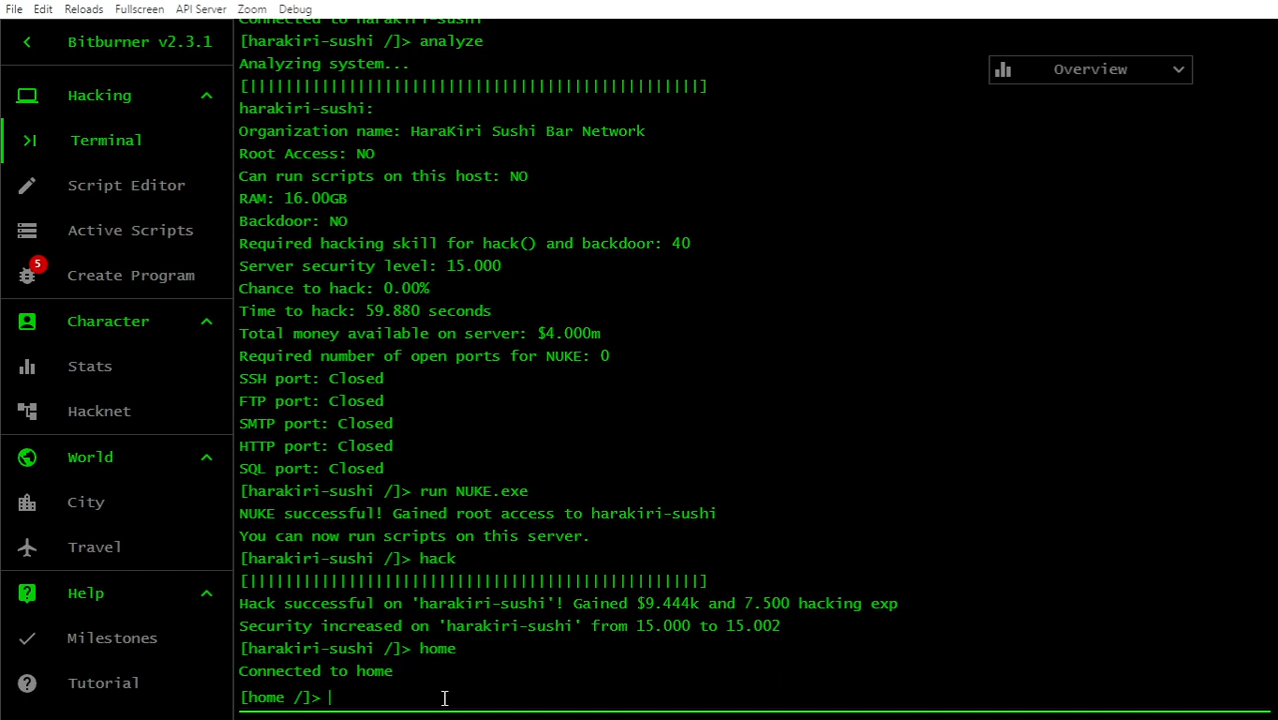 File Edit Reloads Fullscreen API Server Zoom Debug
Bitburner v2.3.1
Hacking
Terminal
Script Editor
Active Scripts
5
Create Program
Character
Stats
Hacknet
World
City
Travel
Help
Milestones
Tutorial
Overview
Connected to harakiri-sushi
[harakiri-sushi /]> analyze
Analyzing system...
[||||||||||||||||||||||||||||||||||||||||||||||||||]
harakiri-sushi:
Organization name: HaraKiri Sushi Bar Network
Root Access: NO
Can run scripts on this host: NO
RAM: 16.00GB
Backdoor: NO
Required hacking skill for hack() and backdoor: 40
Server security level: 15.000
Chance to hack: 0.00%
Time to hack: 59.880 seconds
Total money available on server: $4.000m
Required number of open ports for NUKE: 0
SSH port: Closed
FTP port: Closed
SMTP port: Closed
HTTP port: Closed
SQL port: Closed
[harakiri-sushi /]> run NUKE.exe
NUKE successful! Gained root access to harakiri-sushi
You can now run scripts on this server.
[harakiri-sushi /]> hack
[||||||||||||||||||||||||||||||||||||||||||||||||||]
Hack successful on 'harakiri-sushi'! Gained $9.444k and 7.500 hacking exp
Security increased on 'harakiri-sushi' from 15.000 to 15.002
[harakiri-sushi /]> home
Connected to home
[home /]>